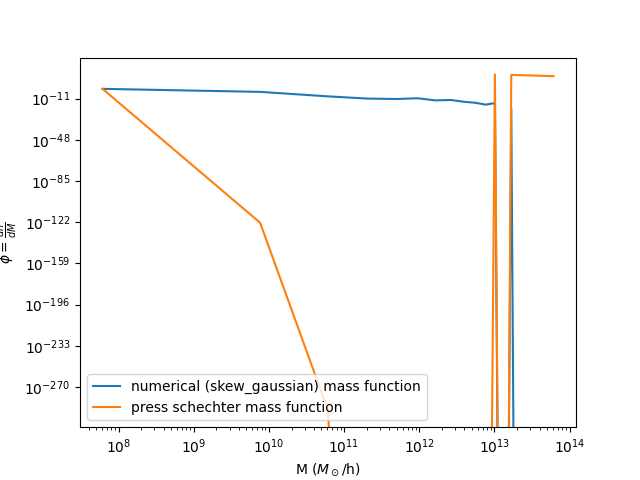 10^-11
10^-48
10^-85
10^-122
10^-159
10^-196
10^-233
10^-270
ϕ = dn/dM
numerical (skew_gaussian) mass function
press schechter mass function
10^8 10^9 10^10 10^11 10^12 10^13 10^14
M (M_⊙/h)